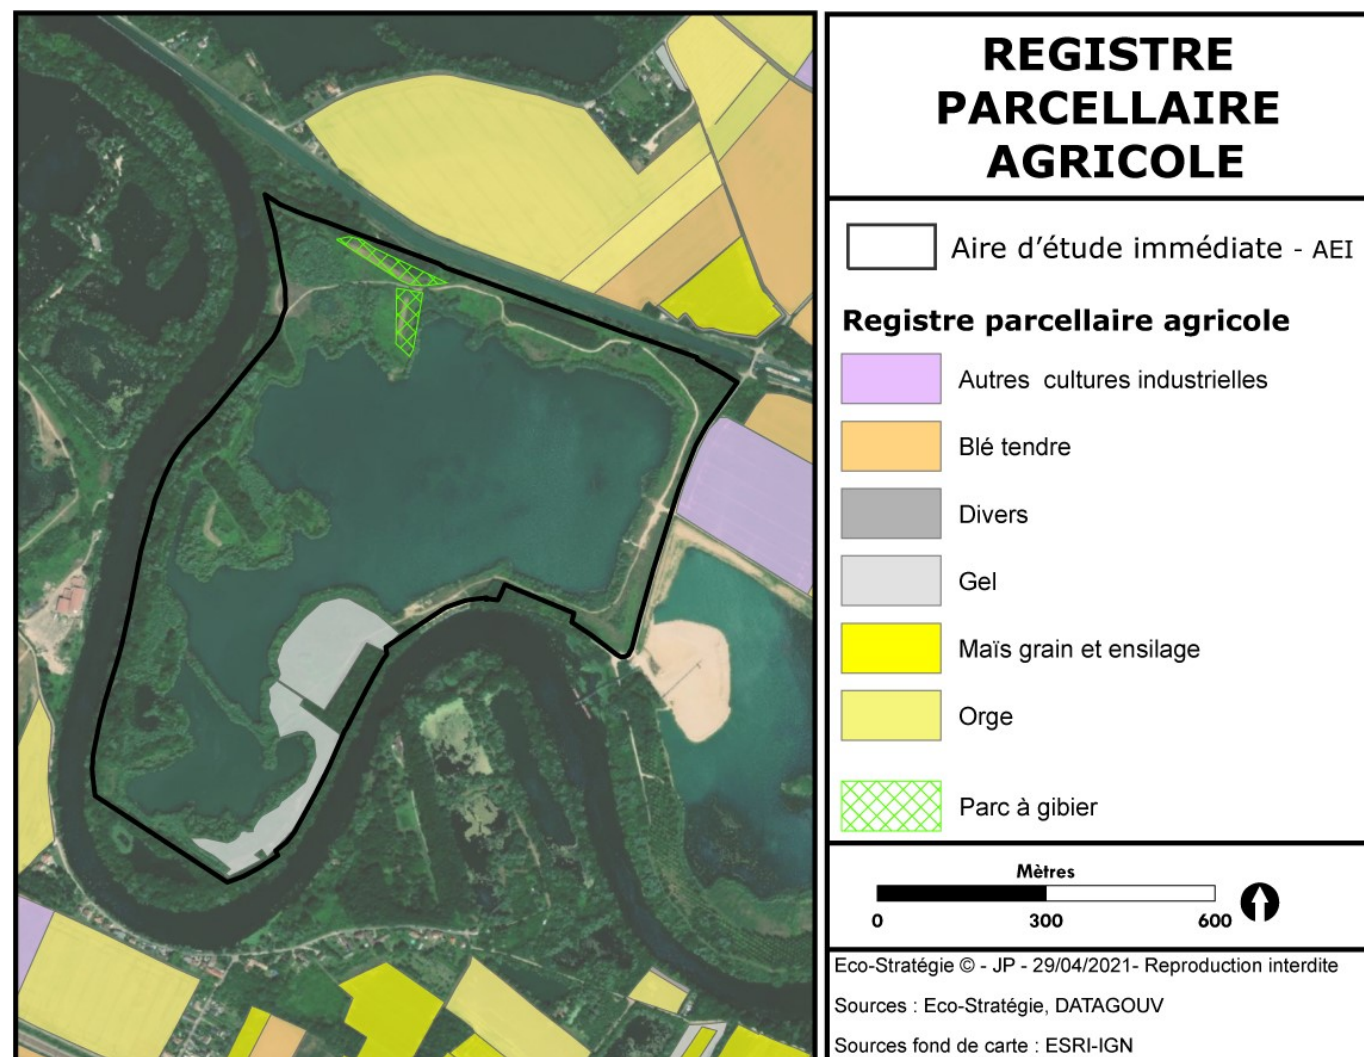 REGISTRE
PARCELLAIRE
AGRICOLE
Aire d'étude immédiate - AEI
Registre parcellaire agricole
Autres cultures industrielles
Blé tendre
Divers
Gel
Maïs grain et ensilage
Orge
Parc à gibier
Mètres
0 300 600
Eco-Stratégie © - JP - 29/04/2021- Reproduction interdite
Sources : Eco-Stratégie, DATAGOUV
Sources fond de carte : ESRI-IGN